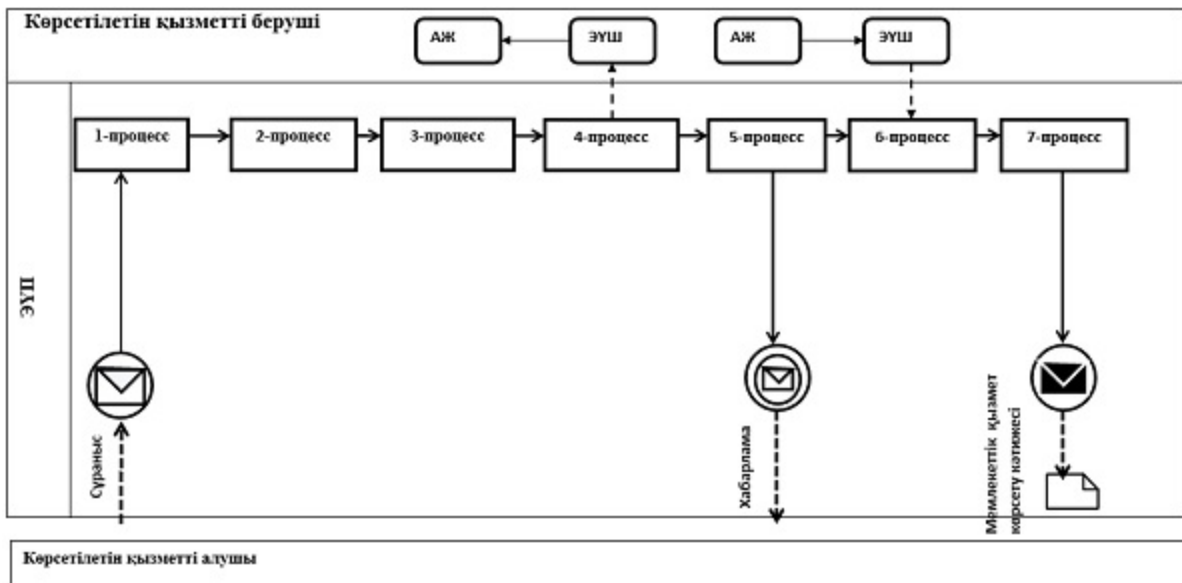 Көрсетілетін қызметті беруші
АЖ
ЭҮШ
АЖ
ЭҮШ
1-процесс
2-процесс
3-процесс
4-процесс
5-процесс
6-процесс
7-процесс
ЭҮП
Сұраныс
Хабарлама
Мемлекеттік қызмет
көрсету нәтижесі
Көрсетілетін қызметті алушы